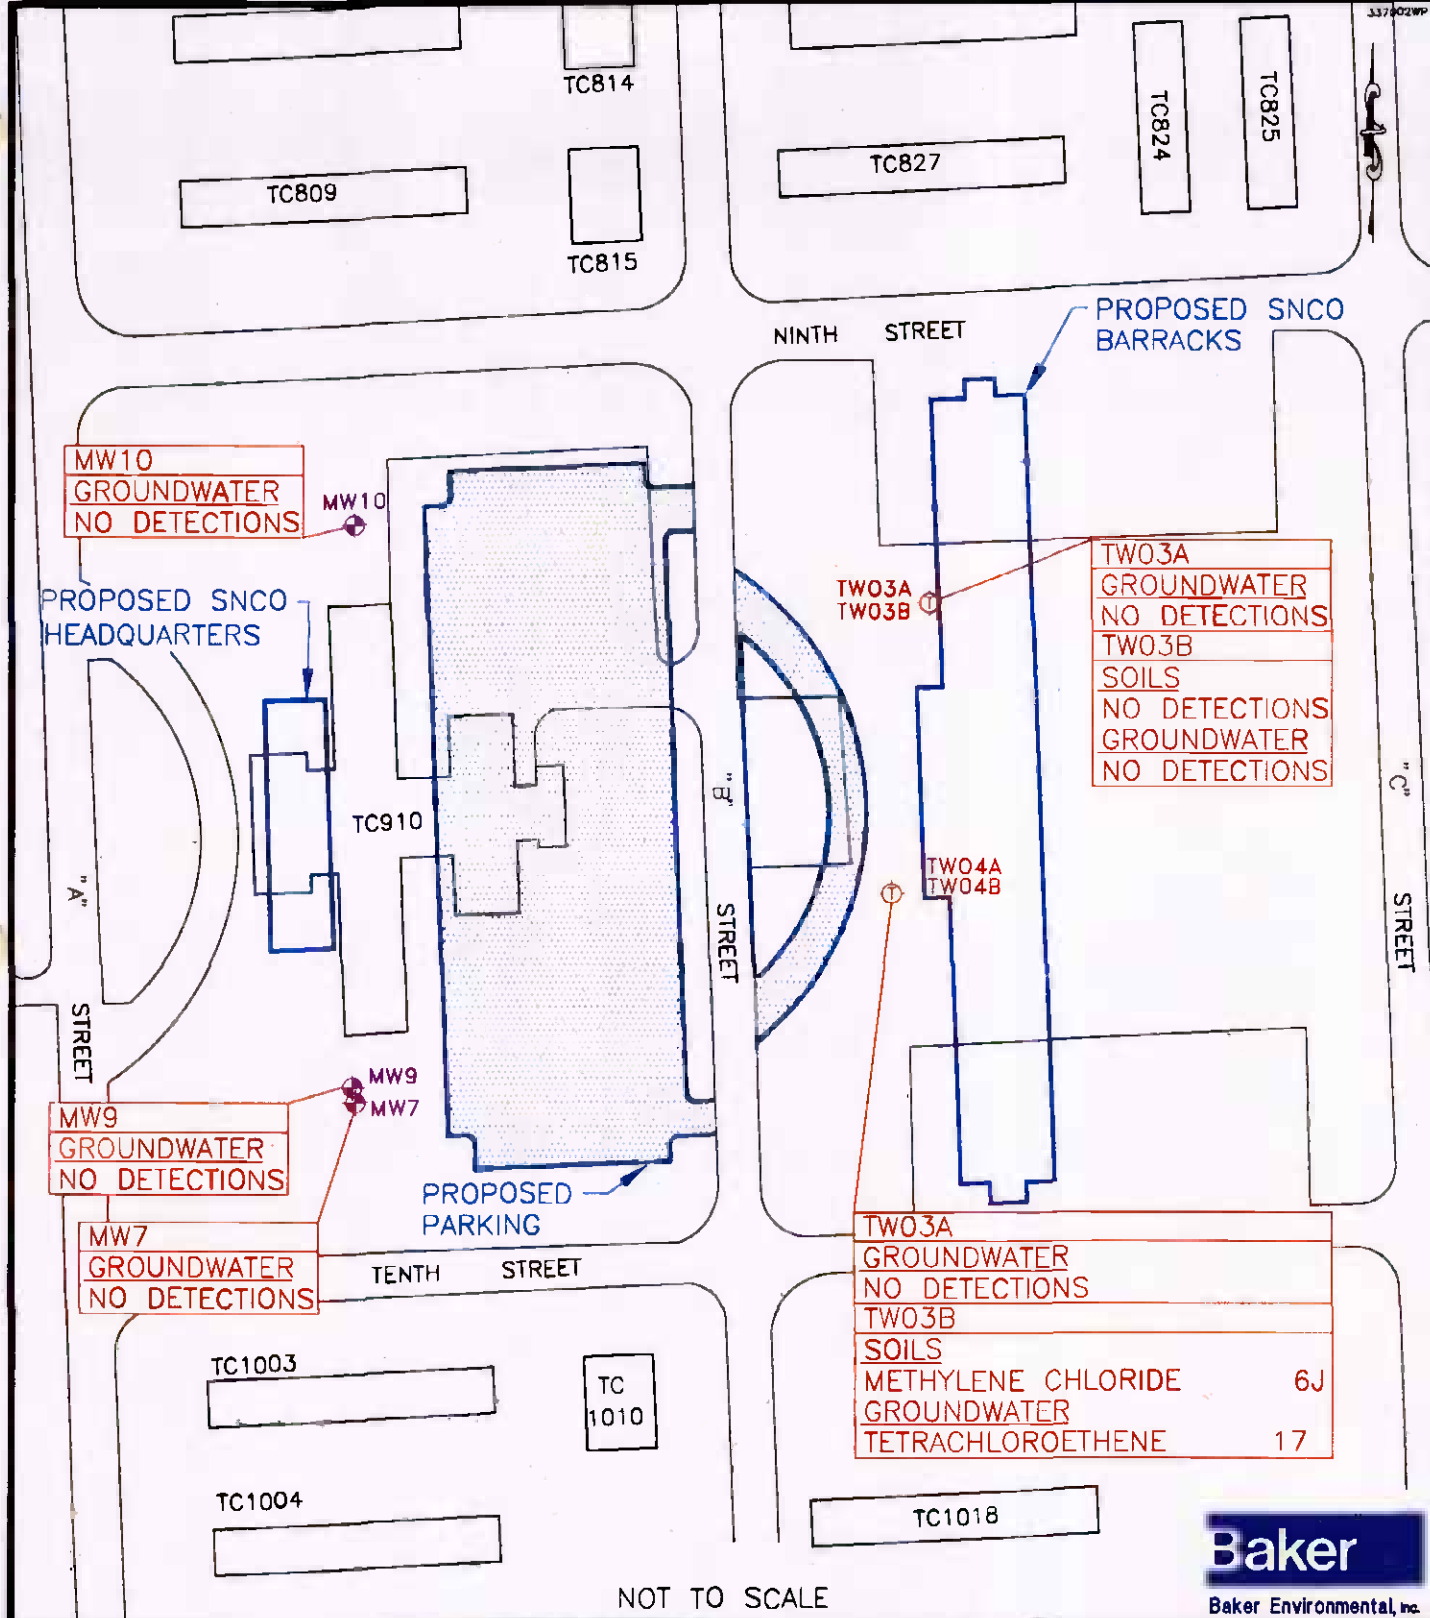 337902WP
TC814
TC809
TC815
TC827
TC824
TC825
NINTH STREET
PROPOSED SNCO
BARRACKS
MW10
GROUNDWATER
NO DETECTIONS
MW10
PROPOSED SNCO
HEADQUARTERS
TW03A
TW03B
TW03A
GROUNDWATER
NO DETECTIONS
TW03B
SOILS
NO DETECTIONS
GROUNDWATER
NO DETECTIONS
TC910
"A"
STREET
"B"
STREET
"C"
STREET
TW04A
TW04B
MW9
MW7
MW9
GROUNDWATER
NO DETECTIONS
MW7
GROUNDWATER
NO DETECTIONS
PROPOSED
PARKING
TENTH STREET
TW03A
GROUNDWATER
NO DETECTIONS
TW03B
SOILS
METHYLENE CHLORIDE 6J
GROUNDWATER
TETRACHLOROETHENE 17
TC1003
TC
1010
TC1004
TC1018
NOT TO SCALE
Baker
Baker Environmental, Inc.